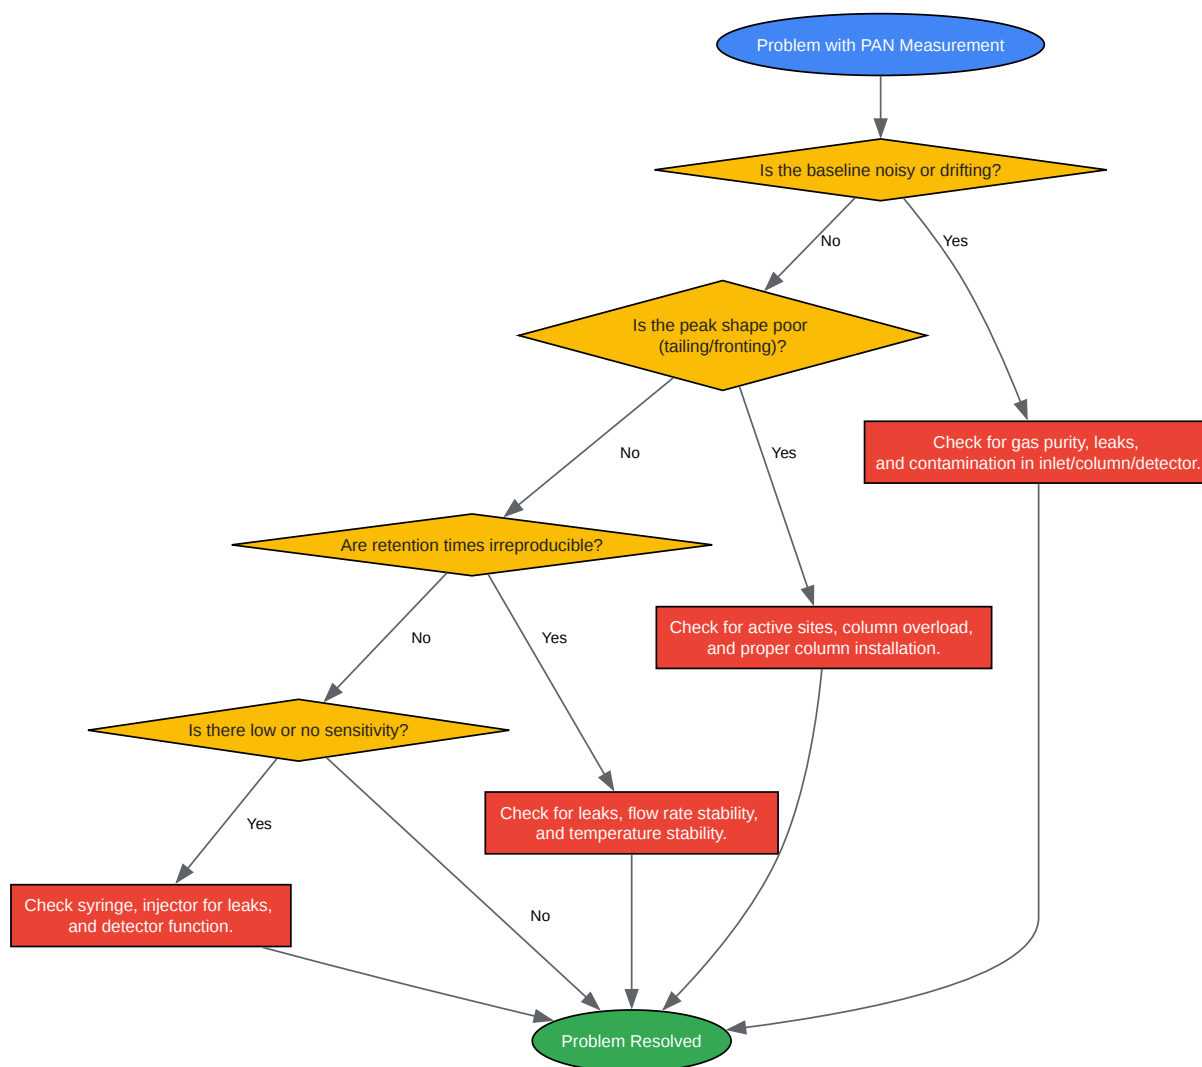 Problem with PAN Measurement
Is the baseline noisy or drifting?
No
Yes
Is the peak shape poor
(tailing/fronting)?
Check for gas purity, leaks,
and contamination in inlet/column/detector.
No
Yes
Are retention times irreproducible?
Check for active sites, column overload,
and proper column installation.
No
Yes
Is there low or no sensitivity?
Check for leaks, flow rate stability,
and temperature stability.
Yes
Check syringe, injector for leaks,
and detector function.
No
Problem Resolved